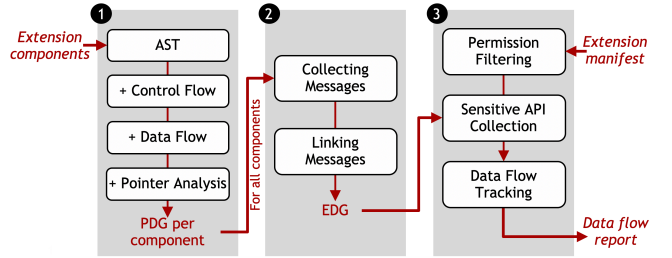 1
Extension
components
AST
+ Control Flow
+ Data Flow
+ Pointer Analysis
PDG per
component
For all components
2
Collecting
Messages
Linking
Messages
EDG
3
Permission
Filtering
Extension
manifest
Sensitive API
Collection
Data Flow
Tracking
Data flow
report